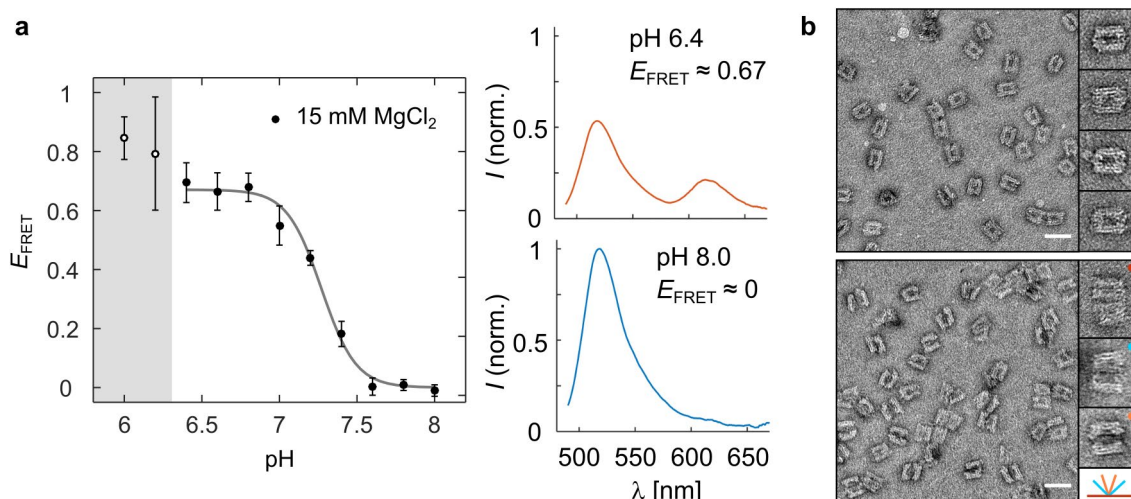 a
1
0.8
0.6
0.4
0.2
0
E_FRET
15 mM MgCl₂
6
6.5
7
7.5
8
pH
1
0.5
0
I (norm.)
pH 6.4
E_FRET ≈ 0.67
1
0.5
0
I (norm.)
pH 8.0
E_FRET ≈ 0
500
550
600
650
λ [nm]
b